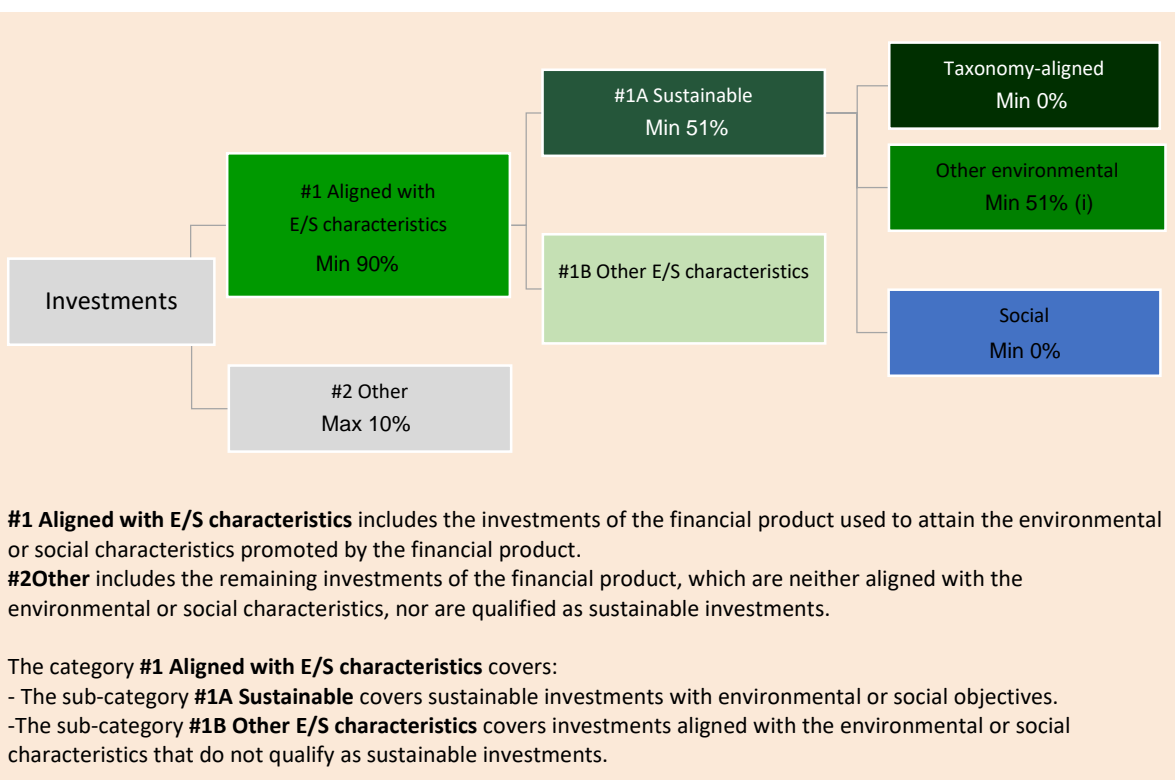 Investments
#1 Aligned with
E/S characteristics
Min 90%
#2 Other
Max 10%
#1A Sustainable
Min 51%
#1B Other E/S characteristics
Taxonomy-aligned
Min 0%
Other environmental
Min 51% (i)
Social
Min 0%
#1 Aligned with E/S characteristics includes the investments of the financial product used to attain the environmental
or social characteristics promoted by the financial product.
#2Other includes the remaining investments of the financial product, which are neither aligned with the
environmental or social characteristics, nor are qualified as sustainable investments.
The category #1 Aligned with E/S characteristics covers:
- The sub-category #1A Sustainable covers sustainable investments with environmental or social objectives.
-The sub-category #1B Other E/S characteristics covers investments aligned with the environmental or social
characteristics that do not qualify as sustainable investments.